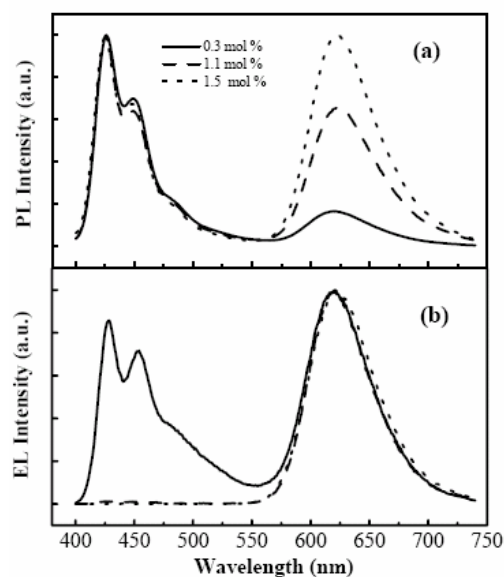 (a)
0.3 mol %
1.1 mol %
1.5 mol %
PL Intensity (a.u.)
(b)
EL Intensity (a.u.)
400 450 500 550 600 650 700 750
Wavelength (nm)